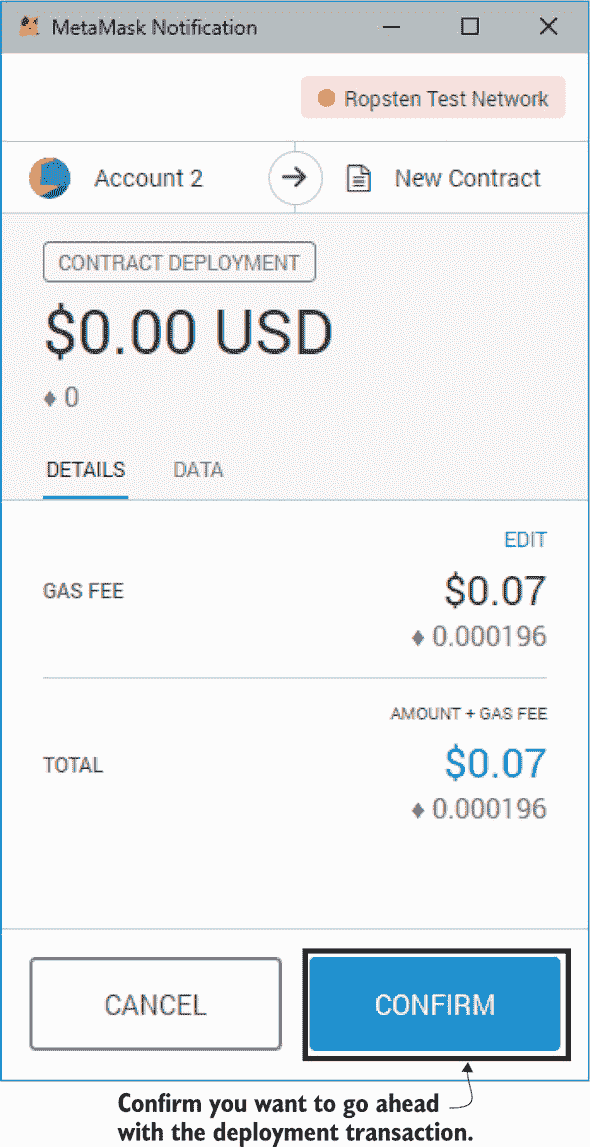 MetaMask Notification
Ropsten Test Network
Account 2
New Contract
CONTRACT DEPLOYMENT
$0.00 USD
♦ 0
DETAILS DATA
EDIT
GAS FEE $0.07
♦ 0.000196
AMOUNT + GAS FEE
TOTAL $0.07
♦ 0.000196
CANCEL CONFIRM
Confirm you want to go ahead
with the deployment transaction.